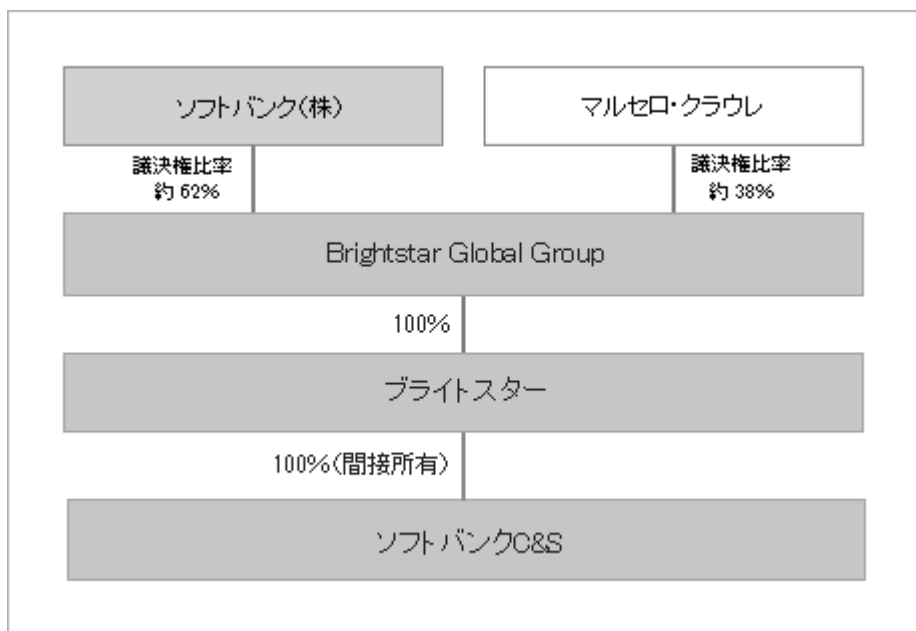 ソフトバンク(株)
マルセロ・クラウレ
議決権比率
約 62%
議決権比率
約 38%
Brightstar Global Group
100%
ブライトスター
100%(間接所有)
ソフトバンクC&S